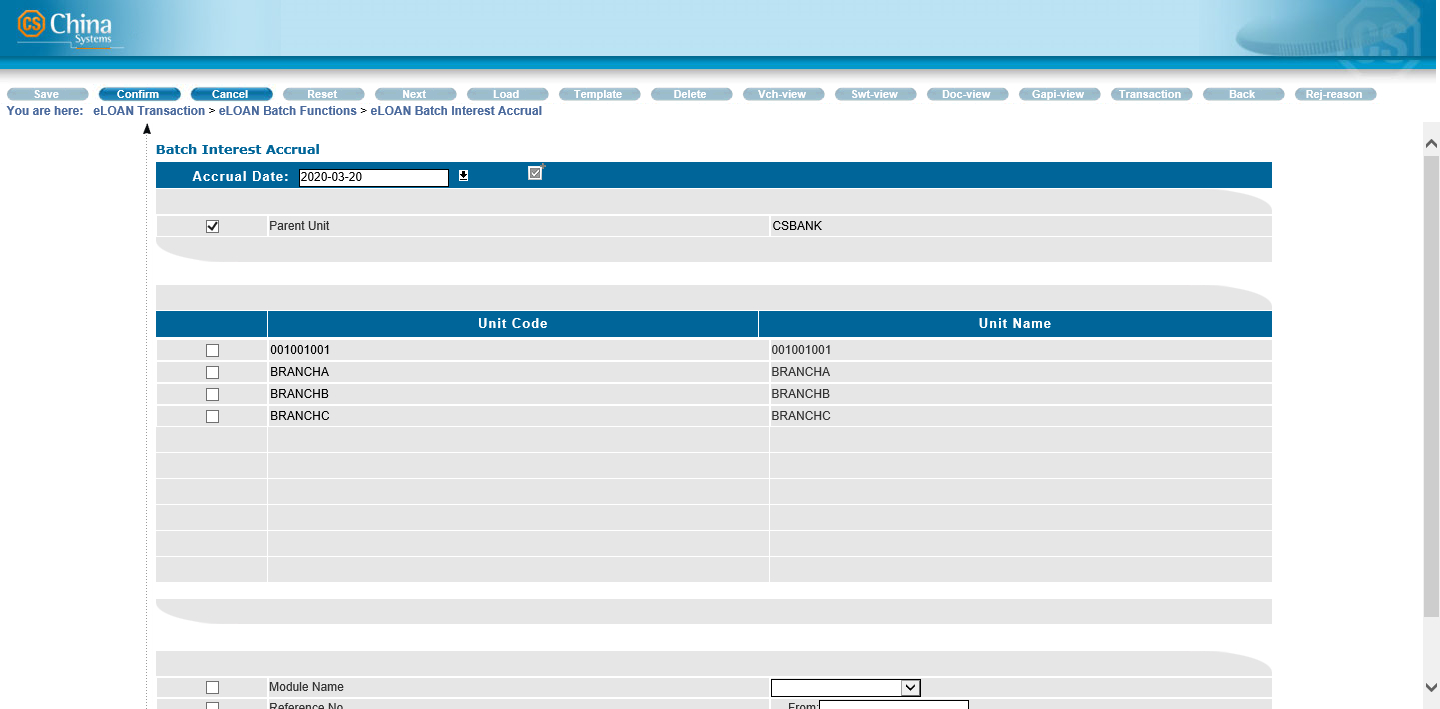 CS China
Systems
CS
Save Confirm Cancel Reset Next Load Template Delete Vch-view Swt-view Doc-view Gapi-view Transaction Back Rej-reason
You are here: eLOAN Transaction > eLOAN Batch Functions > eLOAN Batch Interest Accrual
Batch Interest Accrual
Accrual Date: 2020-03-20
Parent Unit CSBANK
Unit Code Unit Name
001001001 001001001
BRANCHA BRANCHA
BRANCHB BRANCHB
BRANCHC BRANCHC
Module Name
Reference No From: